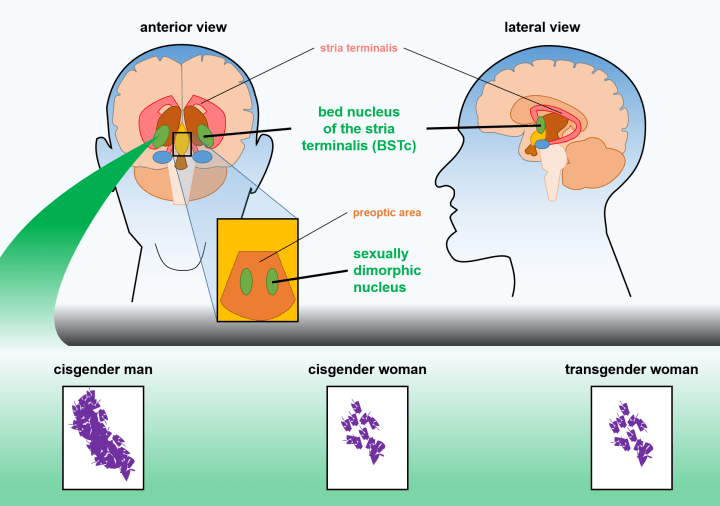 anterior view
lateral view
stria terminalis
bed nucleus
of the stria
terminalis (BSTc)
preoptic area
sexually
dimorphic
nucleus
cisgender man
cisgender woman
transgender woman